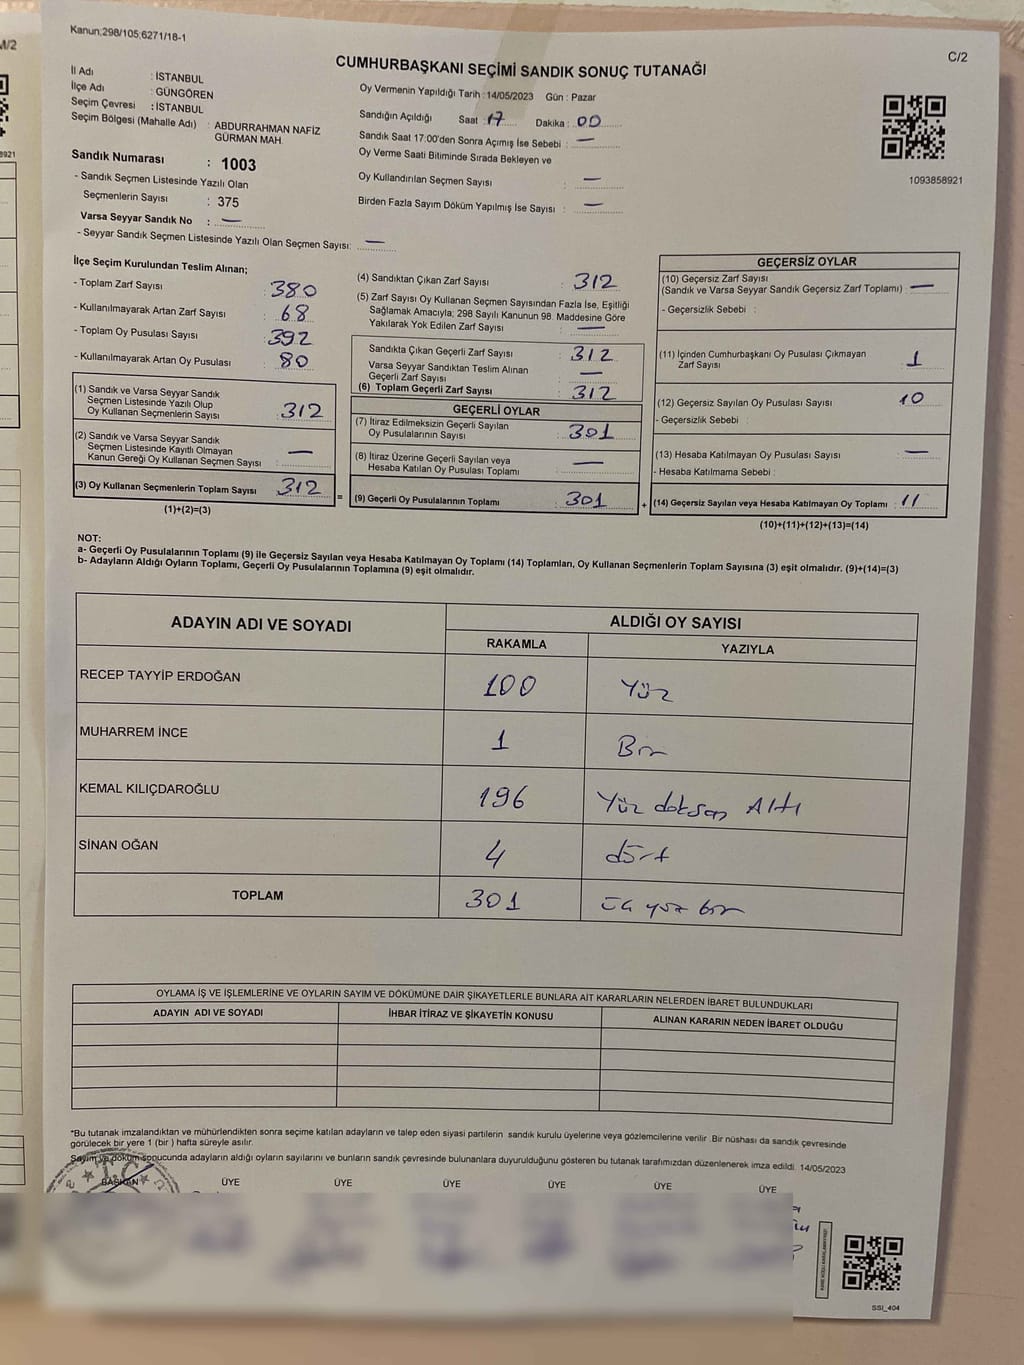 M/2
8921
Kanun;298/105;6271/18-1
C/2
CUMHURBAŞKANI SEÇİMİ SANDIK SONUÇ TUTANAĞI
İl Adı : İSTANBUL
İlçe Adı : GÜNGÖREN
Seçim Çevresi : İSTANBUL
Seçim Bölgesi (Mahalle Adı) : ABDURRAHMAN NAFİZ
GÜRMAN MAH.
Sandık Numarası : 1003
- Sandık Seçmen Listesinde Yazılı Olan
Seçmenlerin Sayısı : 375
Varsa Seyyar Sandık No : —
- Seyyar Sandık Seçmen Listesinde Yazılı Olan Seçmen Sayısı: —
Oy Vermenin Yapıldığı Tarih : 14/05/2023 Gün : Pazar
Sandığın Açıldığı Saat : 17 Dakika : 00
Sandık Saat 17:00'den Sonra Açımış İse Sebebi : —
Oy Verme Saati Bitiminde Sırada Bekleyen ve
Oy Kullandırılan Seçmen Sayısı : —
Birden Fazla Sayım Döküm Yapılmış İse Sayısı : —
1093858921
İlçe Seçim Kurulundan Teslim Alınan;
- Toplam Zarf Sayısı : 380
- Kullanılmayarak Artan Zarf Sayısı : 68
- Toplam Oy Pusulası Sayısı : 392
- Kullanılmayarak Artan Oy Pusulası : 80
(1) Sandık ve Varsa Seyyar Sandık
Seçmen Listesinde Yazılı Olup
Oy Kullanan Seçmenlerin Sayısı : 312
(2) Sandık ve Varsa Seyyar Sandık
Seçmen Listesinde Kayıtlı Olmayan
Kanun Gereği Oy Kullanan Seçmen Sayısı : —
(3) Oy Kullanan Seçmenlerin Toplam Sayısı : 312
(1)+(2)=(3)
=
(4) Sandıktan Çıkan Zarf Sayısı : 312
(5) Zarf Sayısı Oy Kullanan Seçmen Sayısından Fazla İse, Eşitliği
Sağlamak Amacıyla; 298 Sayılı Kanunun 98. Maddesine Göre
Yakılarak Yok Edilen Zarf Sayısı : —
Sandıkta Çıkan Geçerli Zarf Sayısı : 312
Varsa Seyyar Sandıktan Teslim Alınan
Geçerli Zarf Sayısı : —
(6) Toplam Geçerli Zarf Sayısı : 312
GEÇERLİ OYLAR
(7) İtiraz Edilmeksizin Geçerli Sayılan
Oy Pusulalarının Sayısı : 301
(8) İtiraz Üzerine Geçerli Sayılan veya
Hesaba Katılan Oy Pusulası Toplamı : —
(9) Geçerli Oy Pusulalarının Toplamı : 301
+
GEÇERSİZ OYLAR
(10) Geçersiz Zarf Sayısı
(Sandık ve Varsa Seyyar Sandık Geçersiz Zarf Toplamı) : —
- Geçersizlik Sebebi :
(11) İçinden Cumhurbaşkanı Oy Pusulası Çıkmayan
Zarf Sayısı : 1
(12) Geçersiz Sayılan Oy Pusulası Sayısı : 10
- Geçersizlik Sebebi :
(13) Hesaba Katılmayan Oy Pusulası Sayısı : —
- Hesaba Katılmama Sebebi :
(14) Geçersiz Sayılan veya Hesaba Katılmayan Oy Toplamı : 11
(10)+(11)+(12)+(13)=(14)
NOT:
a- Geçerli Oy Pusulalarının Toplamı (9) ile Geçersiz Sayılan veya Hesaba Katılmayan Oy Toplamı (14) Toplamları, Oy Kullanan Seçmenlerin Toplam Sayısına (3) eşit olmalıdır. (9)+(14)=(3)
b- Adayların Aldığı Oyların Toplamı, Geçerli Oy Pusulalarının Toplamına (9) eşit olmalıdır.
ADAYIN ADI VE SOYADI ALDIĞI OY SAYISI
RAKAMLA YAZIYLA
RECEP TAYYİP ERDOĞAN 100 Yüz
MUHARREM İNCE 1 Bir
KEMAL KILIÇDAROĞLU 196 Yüz doksan Altı
SİNAN OĞAN 4 dört
TOPLAM 301 üç yüz bir
OYLAMA İŞ VE İŞLEMLERİNE VE OYLARIN SAYIM VE DÖKÜMÜNE DAİR ŞİKAYETLERLE BUNLARA AİT KARARLARIN NELERDEN İBARET BULUNDUKLARI
ADAYIN ADI VE SOYADI İHBAR İTİRAZ VE ŞİKAYETİN KONUSU ALINAN KARARIN NEDEN İBARET OLDUĞU
*Bu tutanak imzalandıktan ve mühürlendikten sonra seçime katılan adayların ve talep eden siyasi partilerin sandık kurulu üyelerine veya gözlemcilerine verilir .Bir nüshası da sandık çevresinde
görülecek bir yere 1 (bir ) hafta süreyle asılır.
Sayım ve döküm sonucunda adayların aldığı oyların sayılarını ve bunların sandık çevresinde bulunanlara duyurulduğunu gösteren bu tutanak tarafımızdan düzenlenerek imza edildi. 14/05/2023
T.C.
BAŞKAN ÜYE ÜYE ÜYE ÜYE ÜYE ÜYE
SSI_404